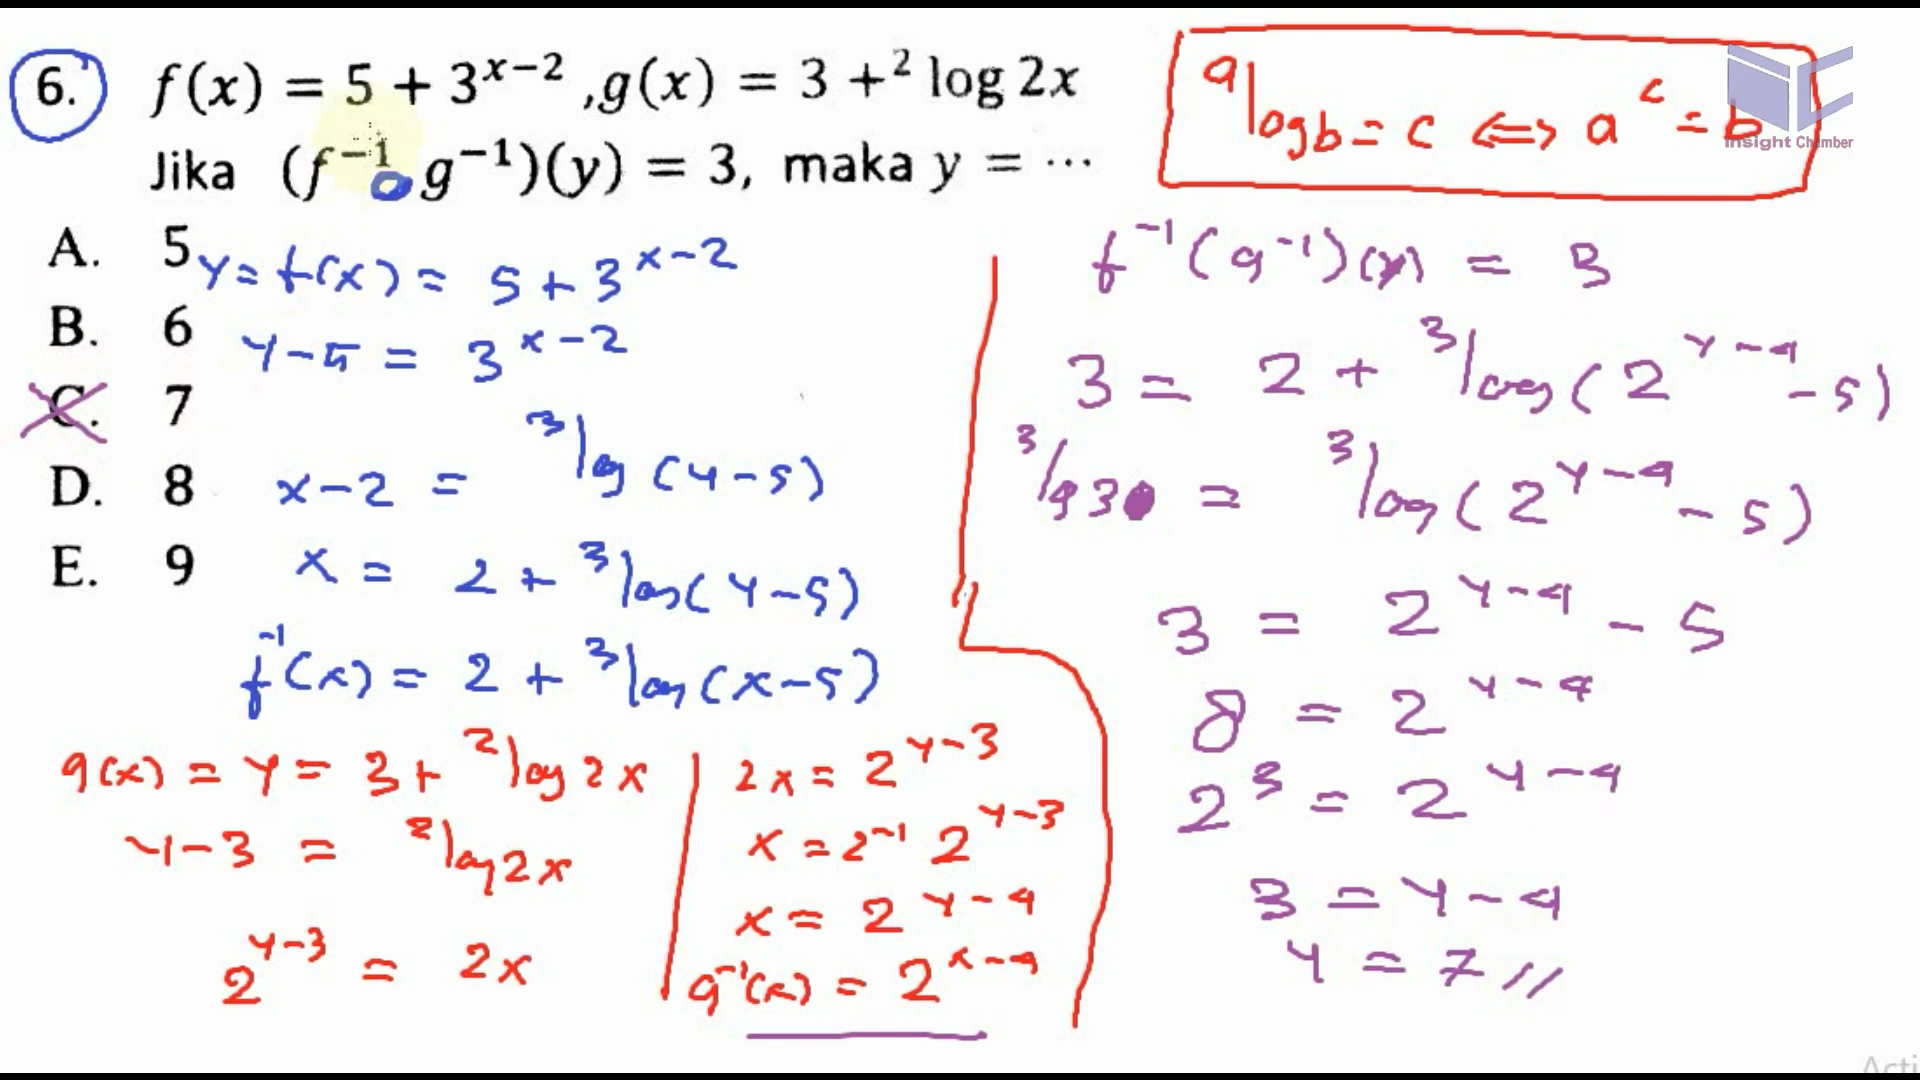 6. f(x) = 5 + 3^{x-2} ,g(x) = 3 +² log 2x
Jika (f⁻¹ o g⁻¹)(y) = 3, maka y = ...
A. 5
B. 6
C. 7
D. 8
E. 9
ᵃlog b = c ⟺ a^c = b
Insight Chamber
y = f(x) = 5 + 3^{x-2}
y - 5 = 3^{x-2}
x - 2 = ³log (y-5)
x = 2 + ³log (y-5)
f⁻¹(x) = 2 + ³log (x-5)
g(x) = y = 3 + ²log 2x
y - 3 = ²log 2x
2^{y-3} = 2x
2x = 2^{y-3}
x = 2⁻¹ 2^{y-3}
x = 2^{y-4}
g⁻¹(x) = 2^{x-4}
f⁻¹(g⁻¹)(y) = 3
3 = 2 + ³log (2^{y-4} - 5)
³log 3 = ³log (2^{y-4} - 5)
3 = 2^{y-4} - 5
8 = 2^{y-4}
2³ = 2^{y-4}
3 = y - 4
y = 7 //
Acti